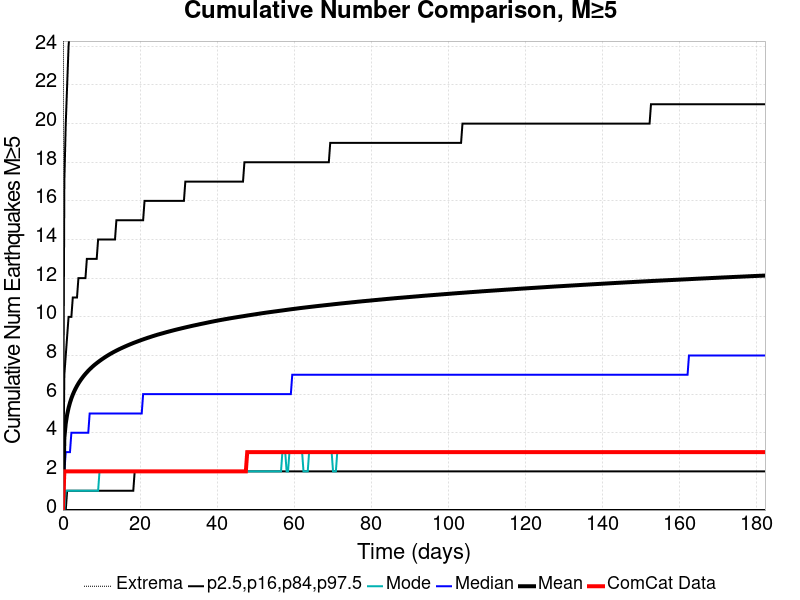 Cumulative Number Comparison, M≥5
Cumulative Num Earthquakes M≥5
24
22
20
18
16
14
12
10
8
6
4
2
0
0 20 40 60 80 100 120 140 160 180
Time (days)
Extrema p2.5,p16,p84,p97.5 Mode Median Mean ComCat Data